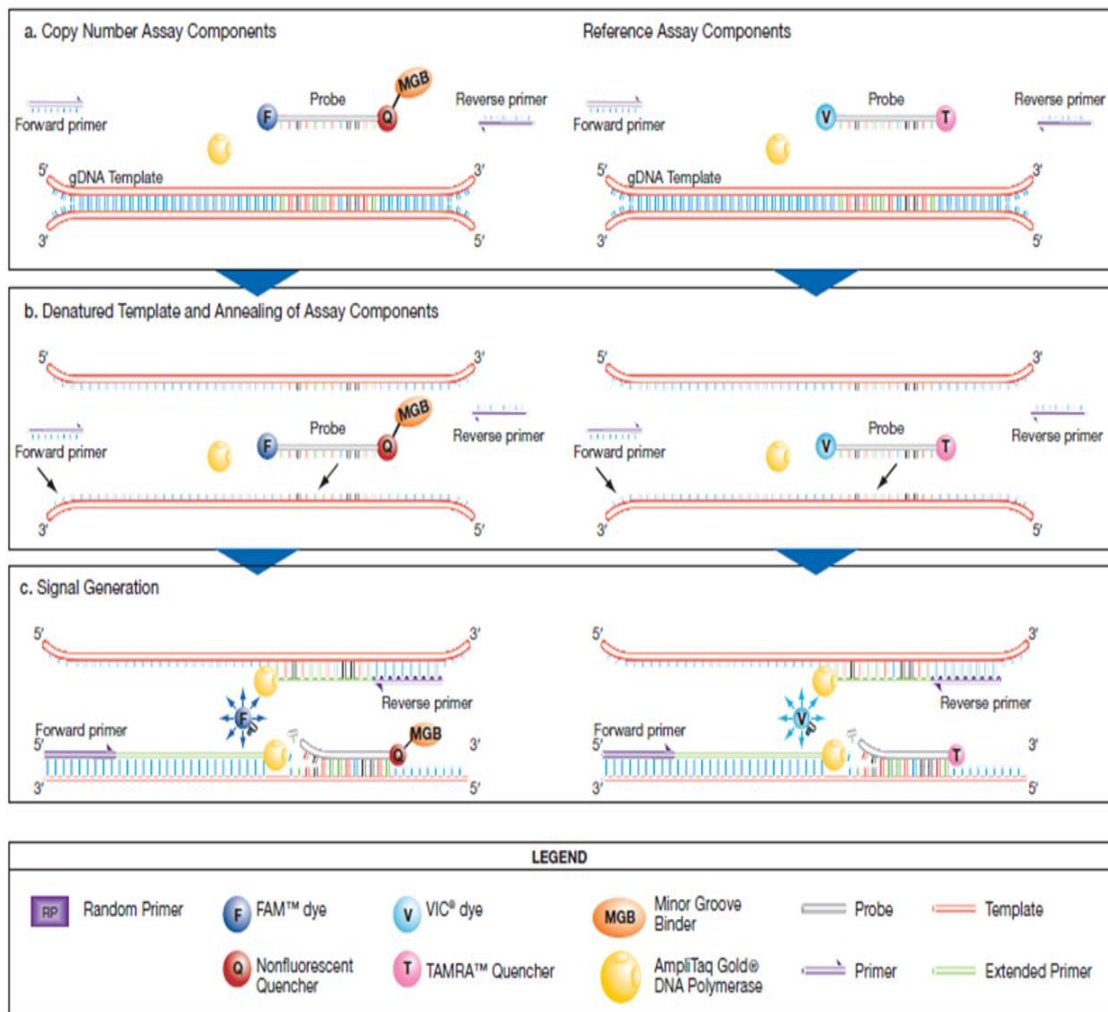 a. Copy Number Assay Components
Reference Assay Components
MGB
Probe
Reverse primer
F
Q
Forward primer
5′
3′
gDNA Template
3′
5′
Probe
Reverse primer
V
T
Forward primer
5′
3′
gDNA Template
3′
5′
b. Denatured Template and Annealing of Assay Components
5′
3′
MGB
Probe
F
Q
Reverse primer
Forward primer
3′
5′
5′
3′
Probe
V
T
Reverse primer
Forward primer
3′
5′
c. Signal Generation
5′
3′
Reverse primer
F
Forward primer
MGB
5′
3′
Q
3′
5′
5′
3′
Reverse primer
V
Forward primer
5′
3′
T
3′
5′
LEGEND
RP Random Primer
F FAM™ dye
V VIC® dye
MGB Minor Groove
Binder
Probe
Template
Q Nonfluorescent
Quencher
T TAMRA™ Quencher
AmpliTaq Gold®
DNA Polymerase
Primer
Extended Primer